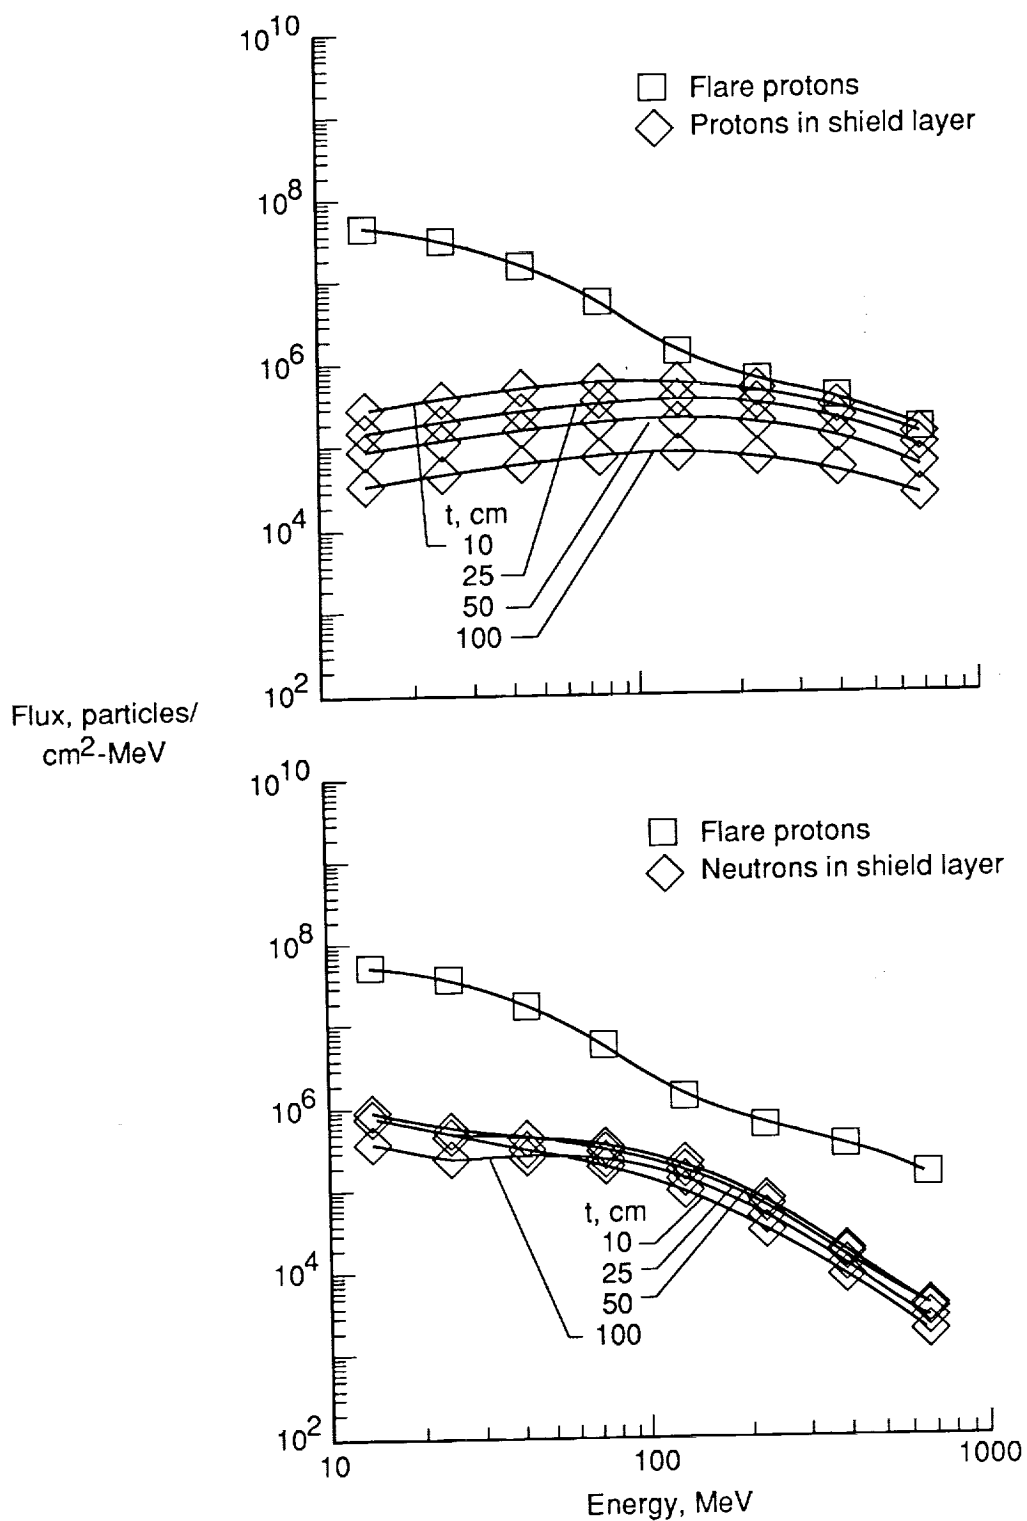 10^10
Flare protons
Protons in shield layer
10^8
10^6
t, cm
10^4
10
25
50
100
10^2
Flux, particles/
cm^2-MeV
10^10
Flare protons
Neutrons in shield layer
10^8
10^6
t, cm
10
25
10^4
50
100
10^2
10
100
1000
Energy, MeV